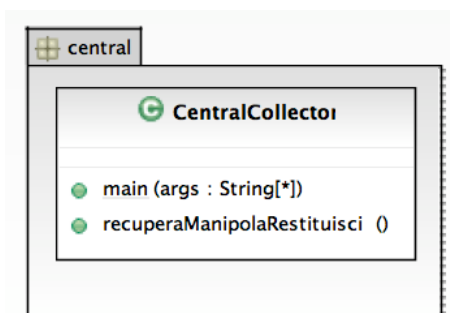 central
C CentralCollector
main (args : String[*])
recuperaManipolaRestituisci ()